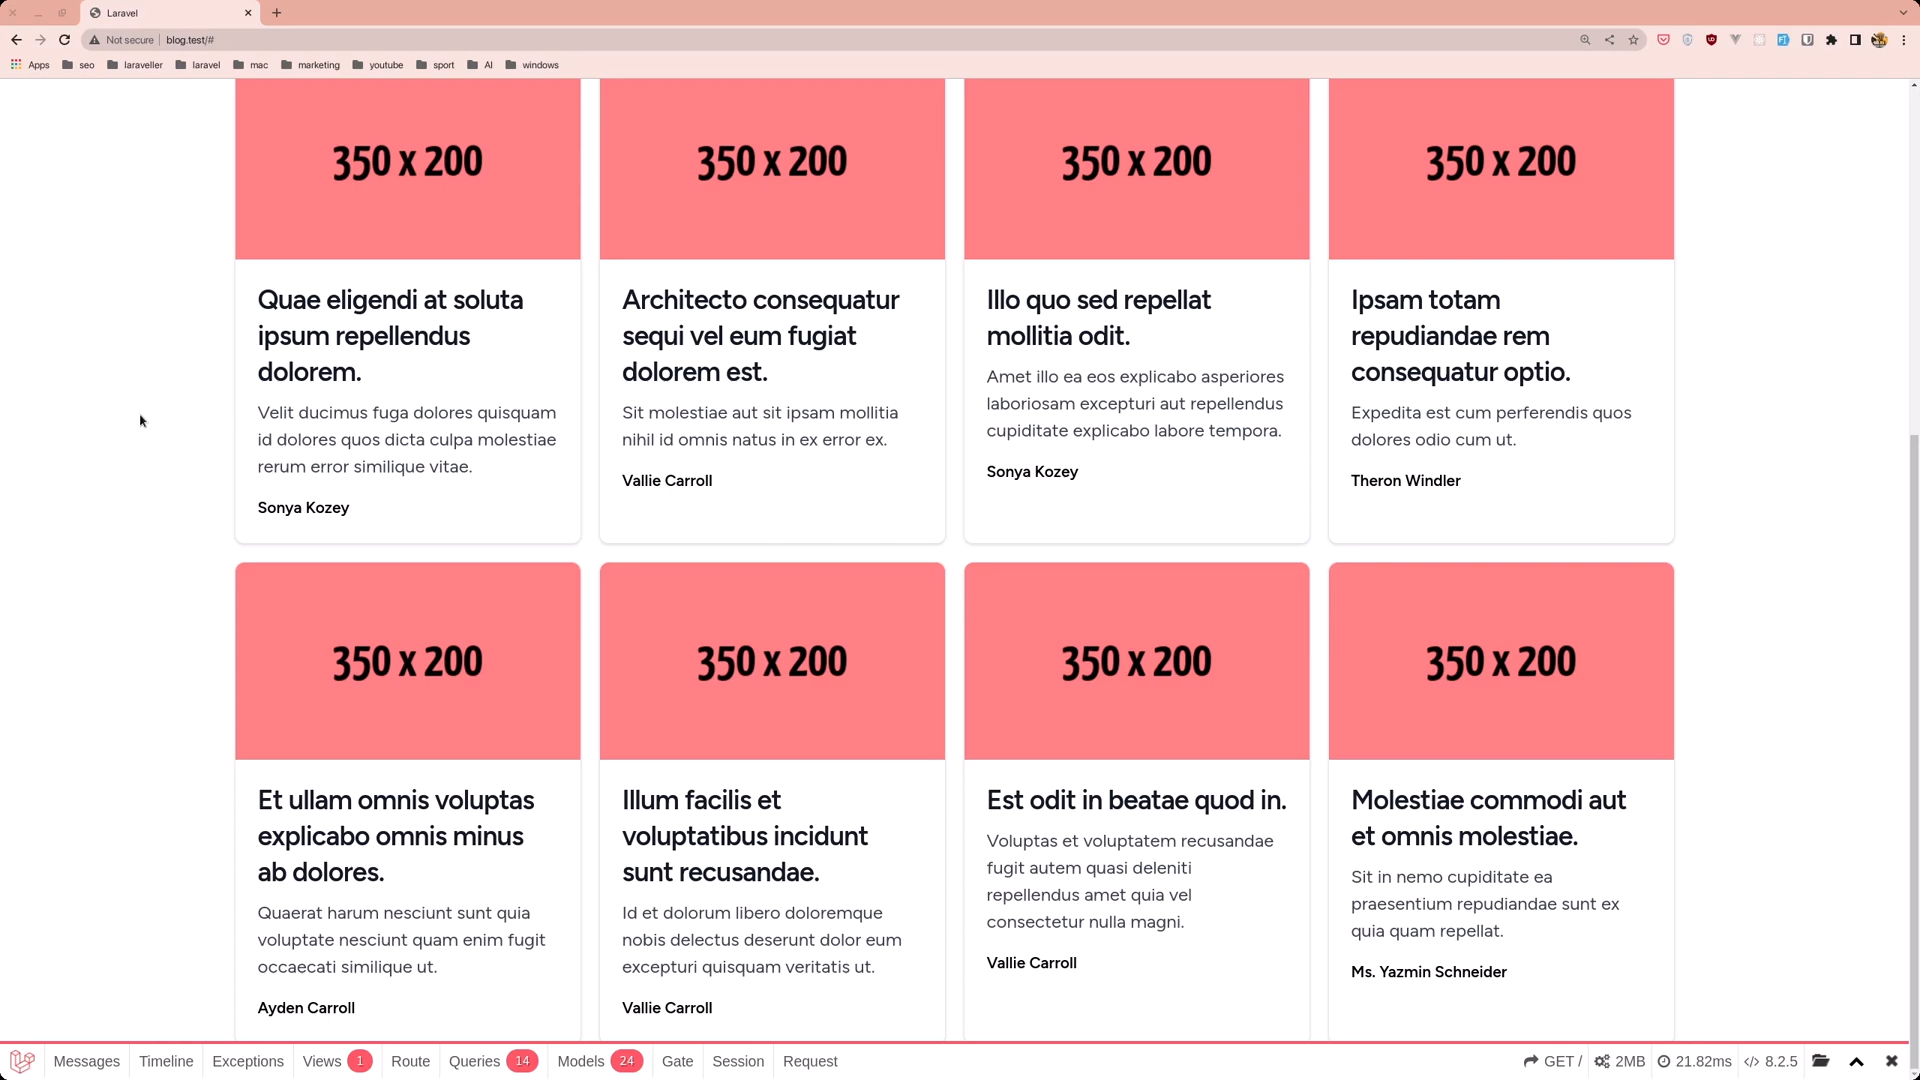 Laravel
Not secure
blog.test/#
Apps
seo
laraveller
laravel
mac
marketing
youtube
sport
AI
windows
350 x 200
350 x 200
350 x 200
350 x 200
Quae eligendi at soluta
ipsum repellendus
dolorem.
Velit ducimus fuga dolores quisquam
id dolores quos dicta culpa molestiae
rerum error similique vitae.
Sonya Kozey
Architecto consequatur
sequi vel eum fugiat
dolorem est.
Sit molestiae aut sit ipsam mollitia
nihil id omnis natus in ex error ex.
Vallie Carroll
Illo quo sed repellat
mollitia odit.
Amet illo ea eos explicabo asperiores
laboriosam excepturi aut repellendus
cupiditate explicabo labore tempora.
Sonya Kozey
Ipsam totam
repudiandae rem
consequatur optio.
Expedita est cum perferendis quos
dolores odio cum ut.
Theron Windler
350 x 200
350 x 200
350 x 200
350 x 200
Et ullam omnis voluptas
explicabo omnis minus
ab dolores.
Quaerat harum nesciunt sunt quia
voluptate nesciunt quam enim fugit
occaecati similique ut.
Ayden Carroll
Illum facilis et
voluptatibus incidunt
sunt recusandae.
Id et dolorum libero doloremque
nobis delectus deserunt dolor eum
excepturi quisquam veritatis ut.
Vallie Carroll
Est odit in beatae quod in.
Voluptas et voluptatem recusandae
fugit autem quasi deleniti
repellendus amet quia vel
consectetur nulla magni.
Vallie Carroll
Molestiae commodi aut
et omnis molestiae.
Sit in nemo cupiditate ea
praesentium repudiandae sunt ex
quia quam repellat.
Ms. Yazmin Schneider
Messages
Timeline
Exceptions
Views 1
Route
Queries 14
Models 24
Gate
Session
Request
GET /
2MB
21.82ms
8.2.5